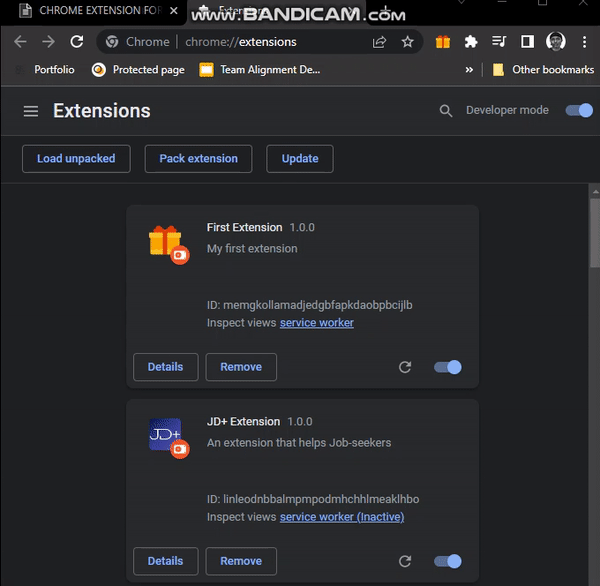 CHROME EXTENSION FOR
www.BANDICAM.com
Chrome | chrome://extensions
Portfolio
Protected page
Team Alignment De...
»
Other bookmarks
Extensions
Developer mode
Load unpacked
Pack extension
Update
First Extension 1.0.0
My first extension
ID: memgkollamadjedgbfapkdaobpbcijlb
Inspect views service worker
Details
Remove
JD+
JD+ Extension 1.0.0
An extension that helps Job-seekers
ID: linleodnbbalmpmpodmhchhlmeaklhbo
Inspect views service worker (Inactive)
Details
Remove